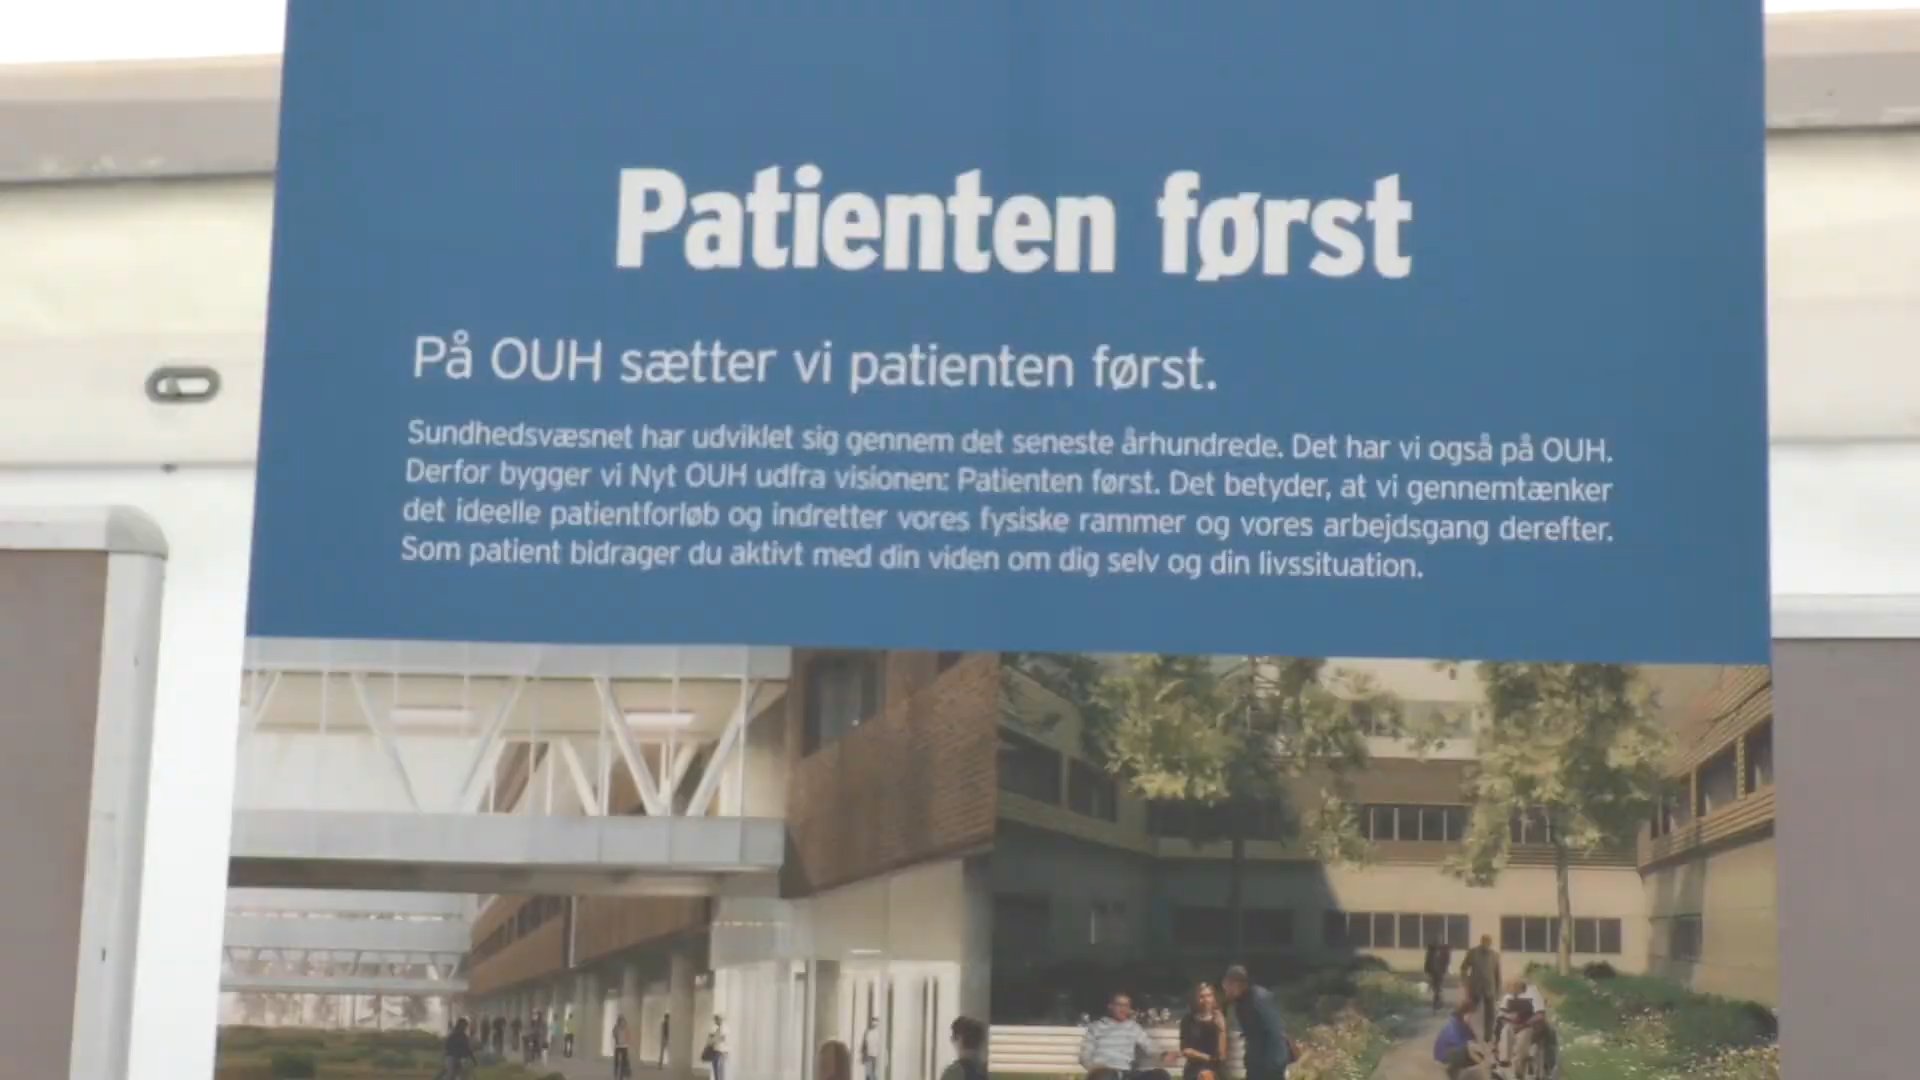 Patienten først
På OUH sætter vi patienten først.
Sundhedsvæsnet har udviklet sig gennem det seneste århundrede. Det har vi også på OUH.
Derfor bygger vi Nyt OUH udfra visionen: Patienten først. Det betyder, at vi gennemtænker
det ideelle patientforløb og indretter vores fysiske rammer og vores arbejdsgang derefter.
Som patient bidrager du aktivt med din viden om dig selv og din livssituation.